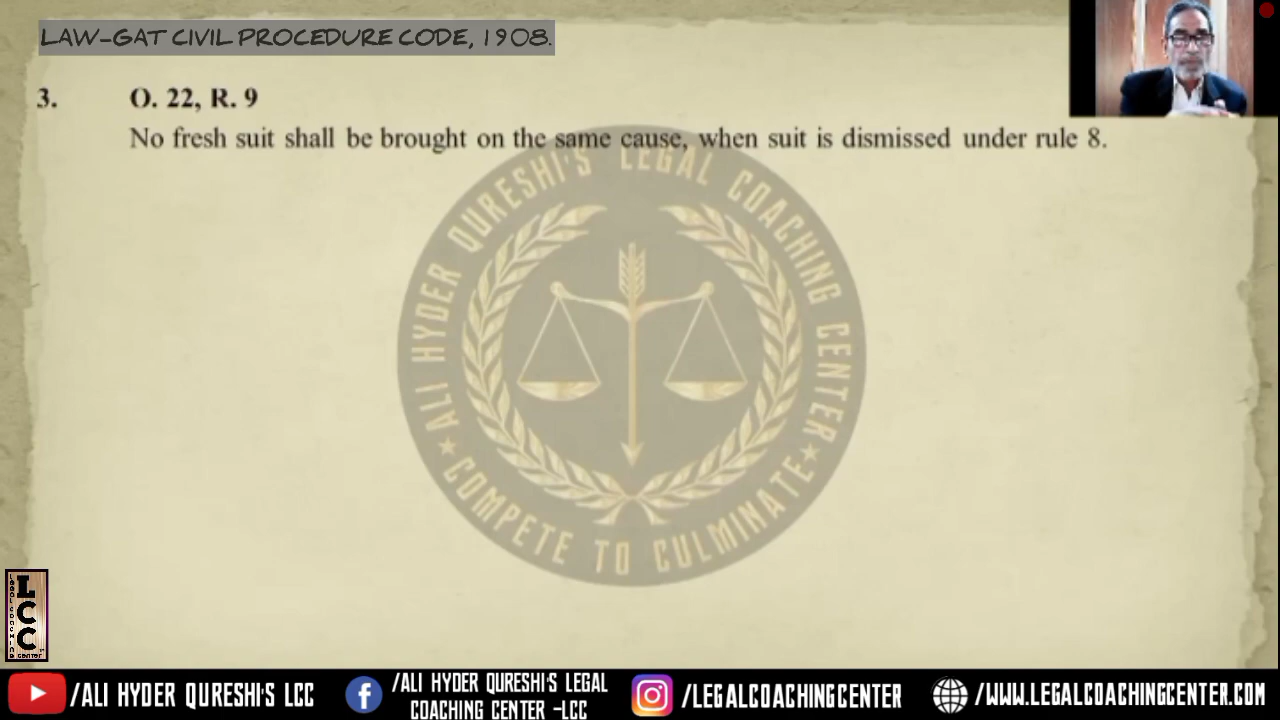 LAW-GAT CIVIL PROCEDURE CODE, 1908.
3. O. 22, R. 9
No fresh suit shall be brought on the same cause, when suit is dismissed under rule 8.
ALI HYDER QURESHI'S LEGAL COACHING CENTER
COMPETE TO CULMINATE
LCC
/ALI HYDER QURESHI'S LCC
/ALI HYDER QURESHI'S LEGAL
COACHING CENTER -LCC
/LEGALCOACHINGCENTER
/WWW.LEGALCOACHINGCENTER.COM